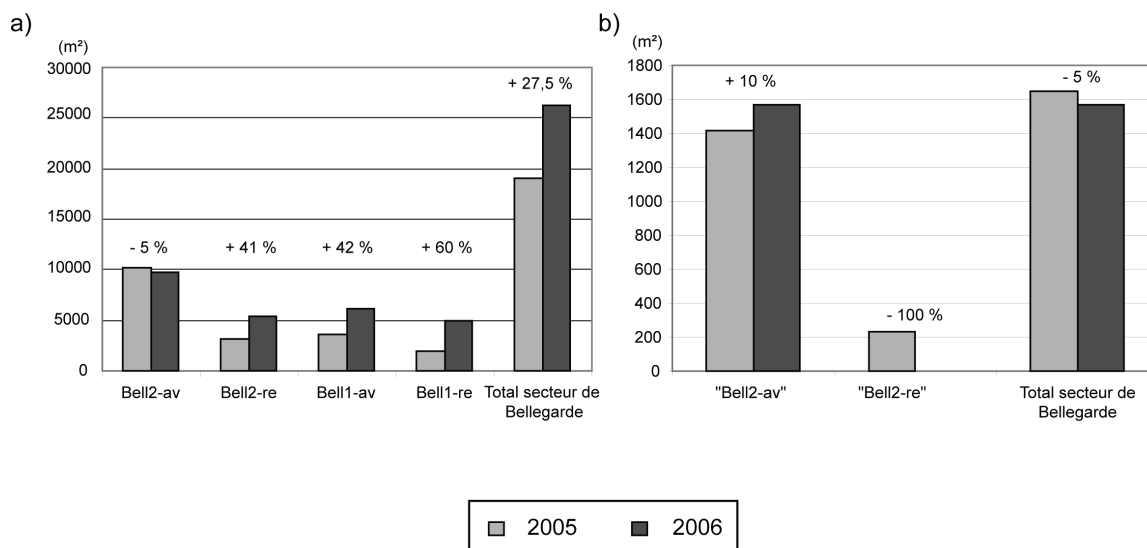 a)
(m²)
30000
25000
20000
15000
10000
5000
0
- 5 %
+ 41 %
+ 42 %
+ 60 %
+ 27,5 %
Bell2-av
Bell2-re
Bell1-av
Bell1-re
Total secteur de
Bellegarde
b)
(m²)
1800
1600
1400
1200
1000
800
600
400
200
0
+ 10 %
- 100 %
- 5 %
"Bell2-av"
"Bell2-re"
Total secteur de
Bellegarde
2005
2006